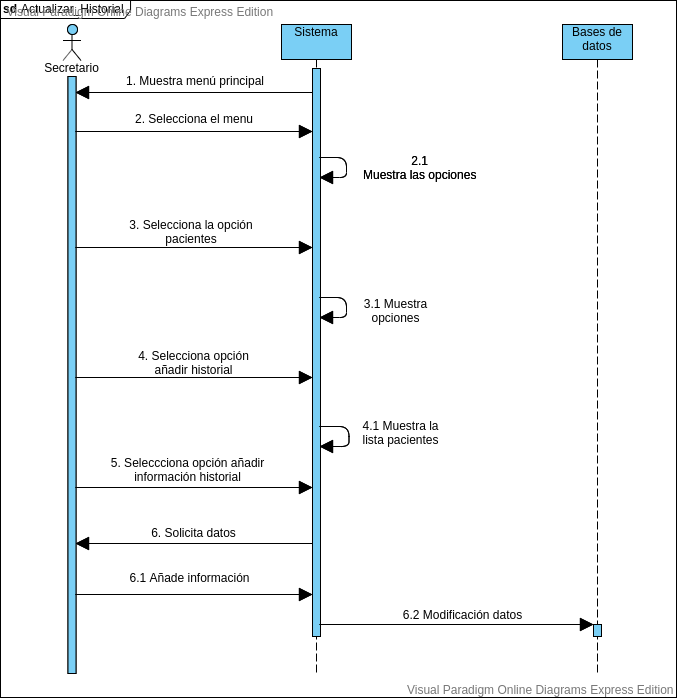 sd Actualizar_Historial
Visual Paradigm Online Diagrams Express Edition
Secretario
Sistema
Bases de
datos
1. Muestra menú principal
2. Selecciona el menu
2.1
Muestra las opciones
3. Selecciona la opción
pacientes
3.1 Muestra
opciones
4. Selecciona opción
añadir historial
4.1 Muestra la
lista pacientes
5. Seleccciona opción añadir
información historial
6. Solicita datos
6.1 Añade información
6.2 Modificación datos
Visual Paradigm Online Diagrams Express Edition